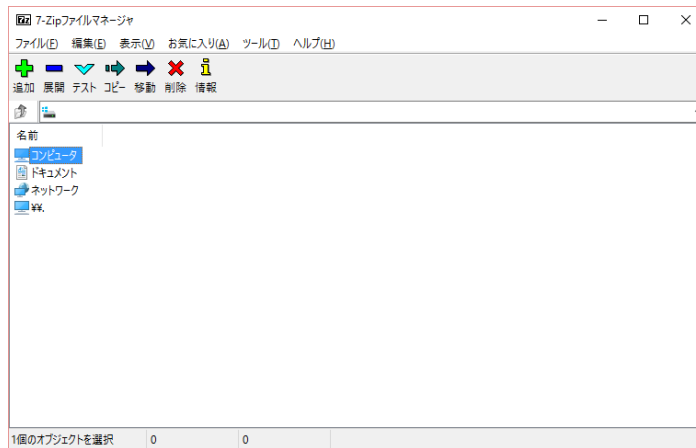 7z 7-Zipファイルマネージャ
ファイル(F) 編集(E) 表示(V) お気に入り(A) ツール(T) ヘルプ(H)
追加 展開 テスト コピー 移動 削除 情報
名前
コンピュータ
ドキュメント
ネットワーク
\\.
1個のオブジェクトを選択 0 0